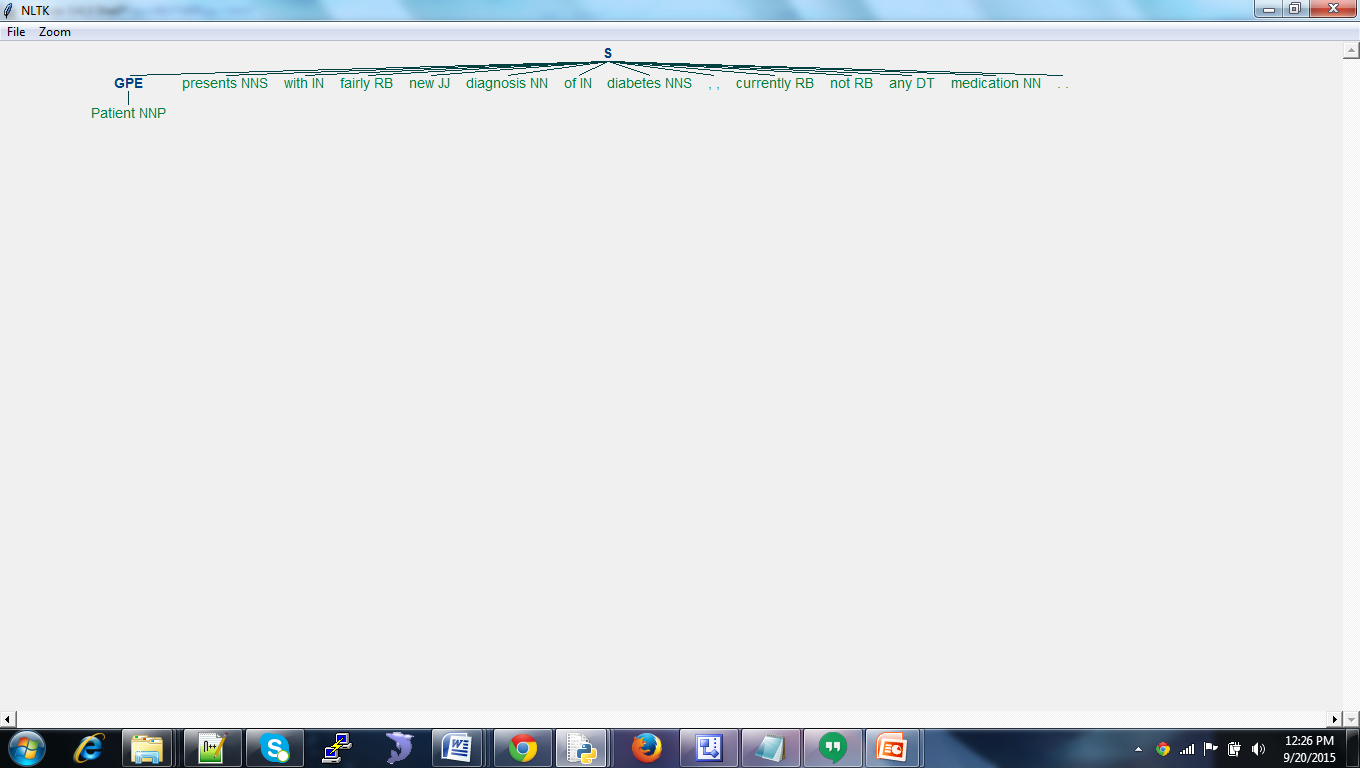 NLTK
File Zoom
S
GPE presents NNS with IN fairly RB new JJ diagnosis NN of IN diabetes NNS , , currently RB not RB any DT medication NN . .
Patient NNP
12:26 PM
9/20/2015